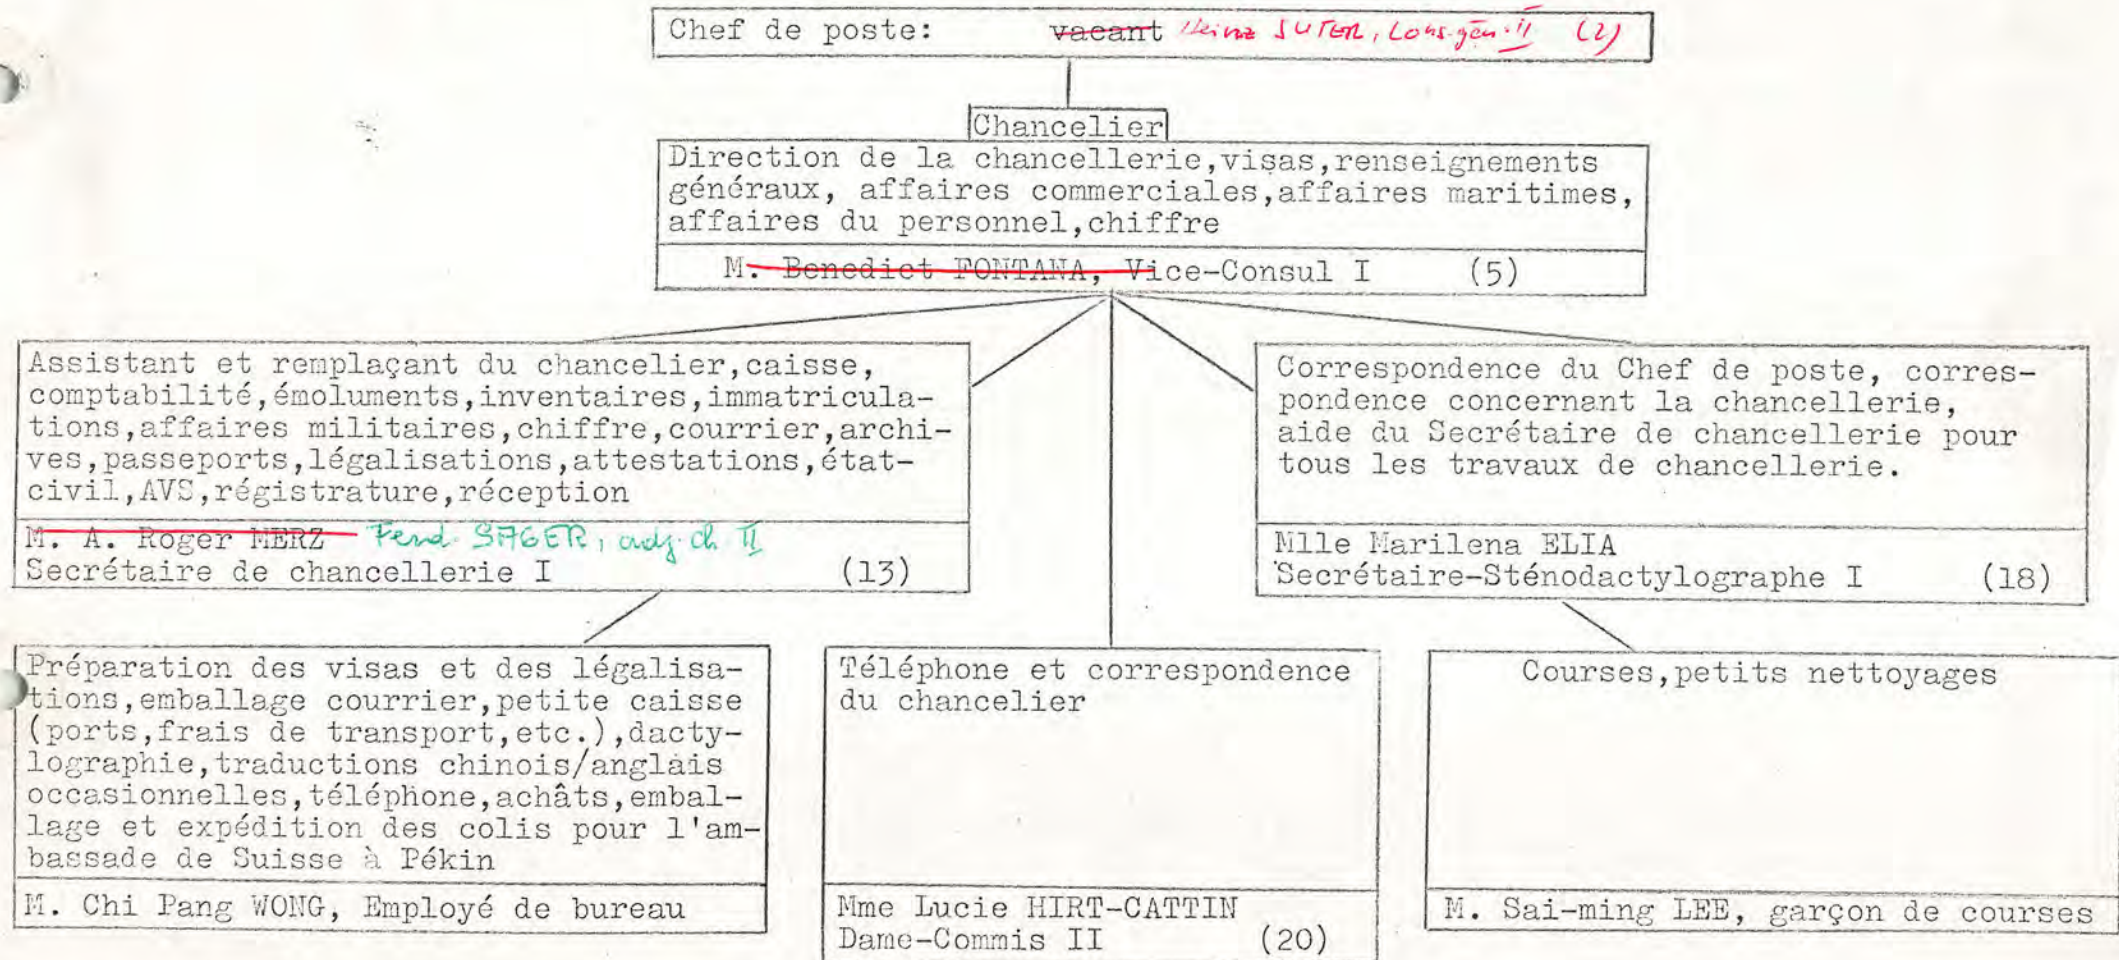 Chef de poste: vacant Heinz SUTER, Cons.gén. II (2)
Chancelier
Direction de la chancellerie,visas,renseignements
généraux, affaires commerciales,affaires maritimes,
affaires du personnel,chiffre
M. Benedict FONTANA, Vice-Consul I (5)
Assistant et remplaçant du chancelier,caisse,
comptabilité,émoluments,inventaires,immatricula-
tions,affaires militaires,chiffre,courrier,archi-
ves,passeports,légalisations,attestations,état-
civil,AVS,régistrature,réception
M. A. Roger MERZ Ferd. SAGER, adj. ch. II
Secrétaire de chancellerie I (13)
Correspondence du Chef de poste, corres-
pondence concernant la chancellerie,
aide du Secrétaire de chancellerie pour
tous les travaux de chancellerie.
Mlle Marilena ELIA
Secrétaire-Sténodactylographe I (18)
Préparation des visas et des légalisa-
tions,emballage courrier,petite caisse
(ports,frais de transport,etc.),dacty-
lographie,traductions chinois/anglais
occasionnelles,téléphone,achâts,embal-
lage et expédition des colis pour l'am-
bassade de Suisse à Pékin
M. Chi Pang WONG, Employé de bureau
Téléphone et correspondence
du chancelier
Mme Lucie HIRT-CATTIN
Dame-Commis II (20)
Courses,petits nettoyages
M. Sai-ming LEE, garçon de courses